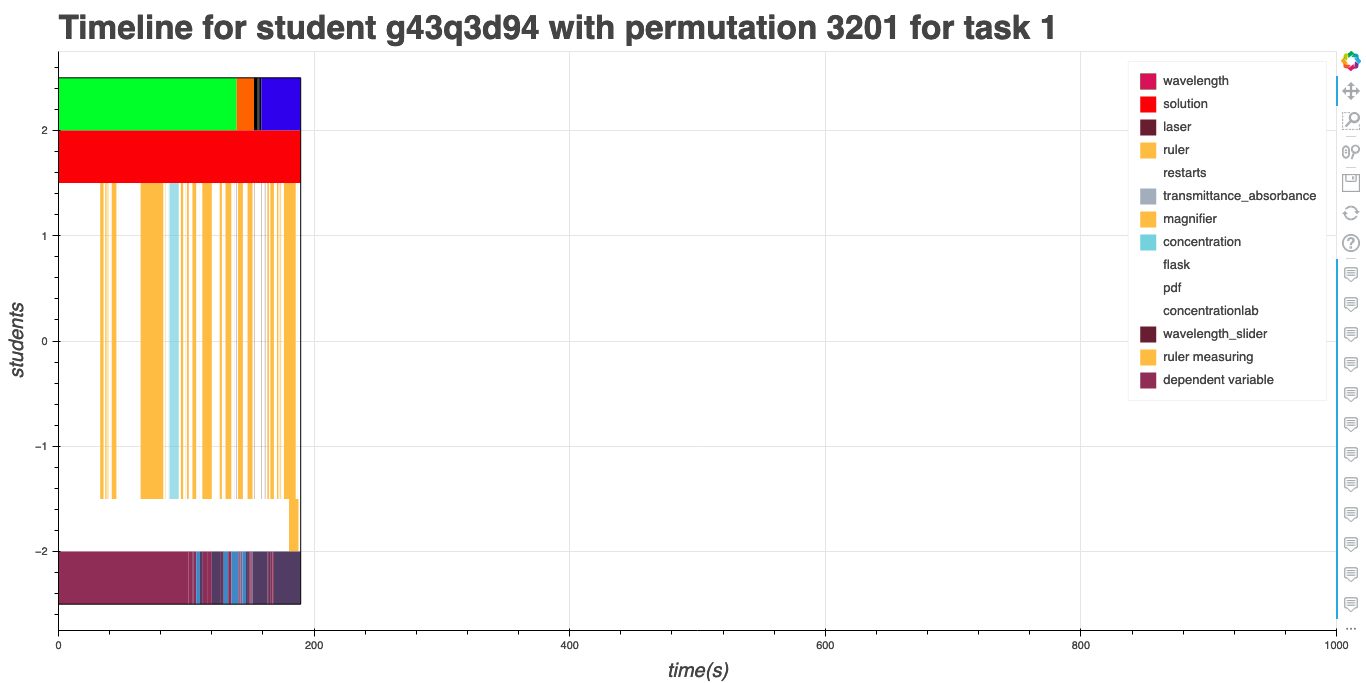 Timeline for student g43q3d94 with permutation 3201 for task 1
wavelength
solution
laser
ruler
restarts
transmittance_absorbance
magnifier
concentration
flask
pdf
concentrationlab
wavelength_slider
ruler measuring
dependent variable
students
2
1
0
−1
−2
0 200 400 600 800 1000
time(s)